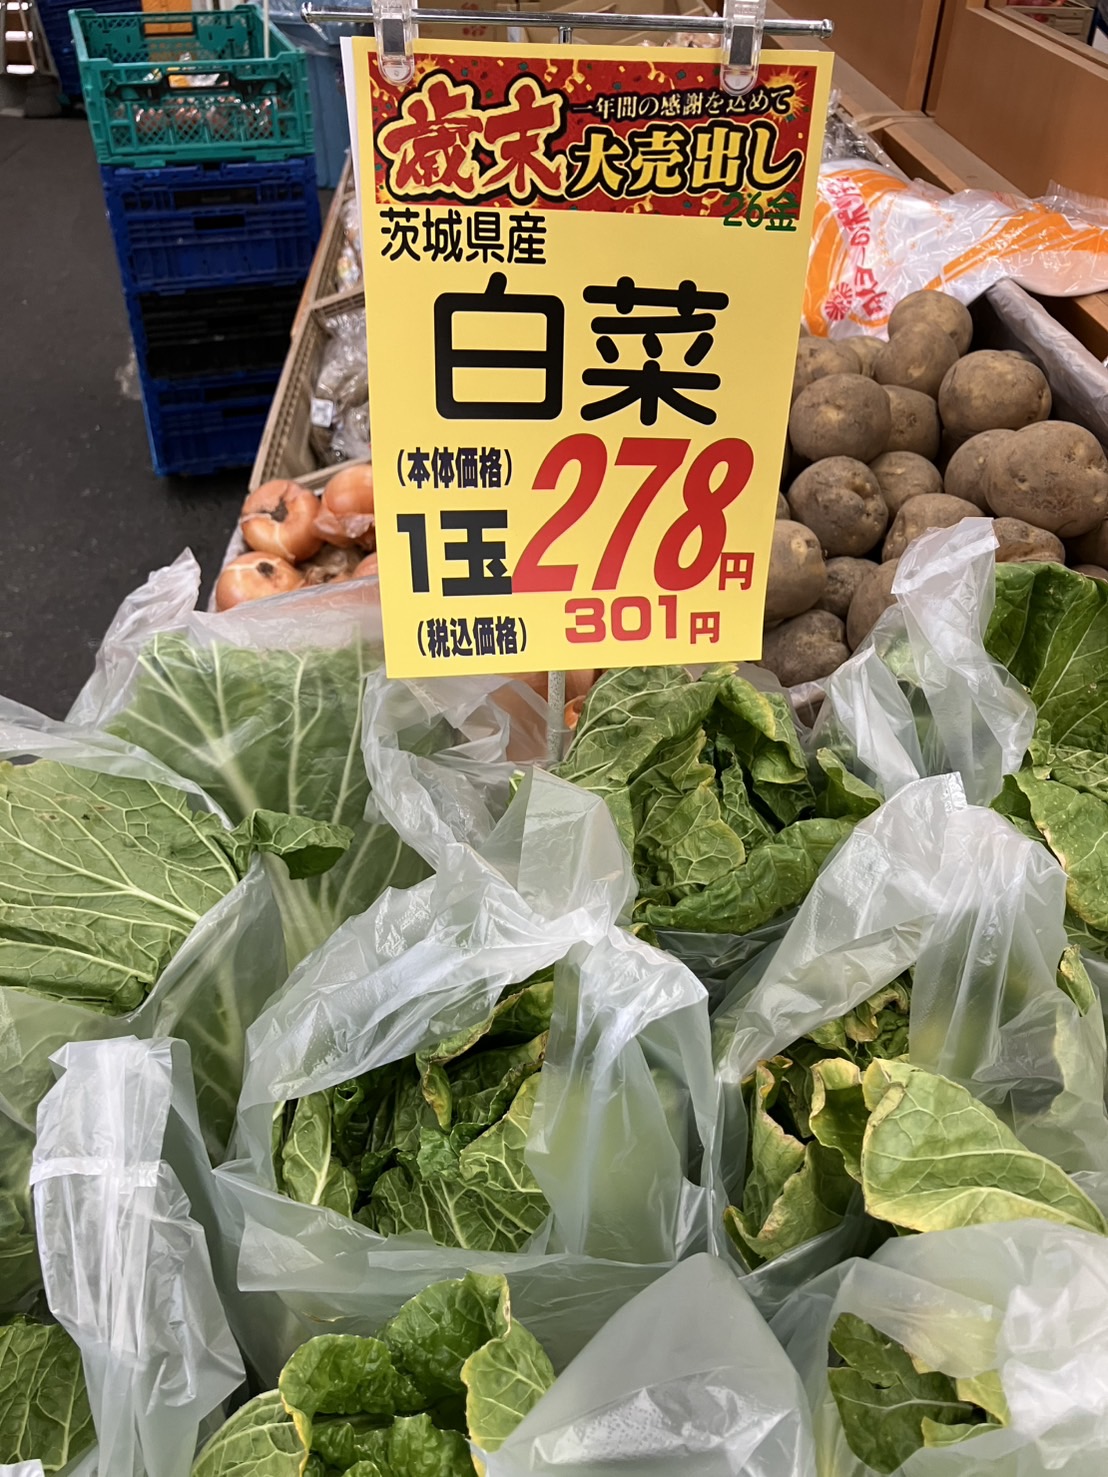 歳末
一年間の感謝を込めて
大売出し
26金
茨城県産
白菜
(本体価格)
1玉278円
(税込価格) 301円